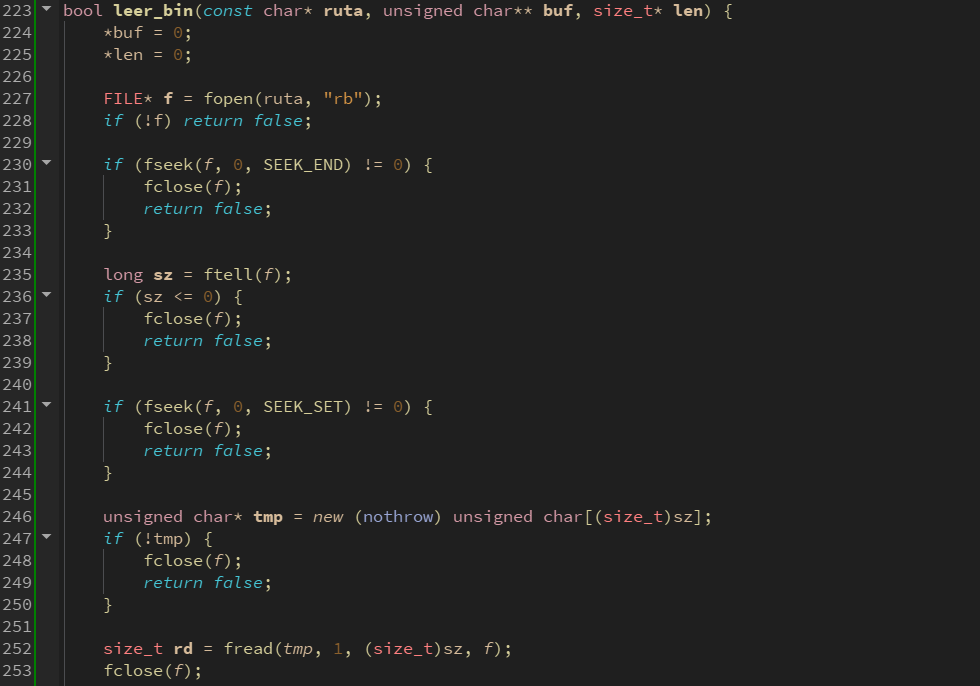 223 bool leer_bin(const char* ruta, unsigned char** buf, size_t* len) {
224     *buf = 0;
225     *len = 0;
226
227     FILE* f = fopen(ruta, "rb");
228     if (!f) return false;
229
230     if (fseek(f, 0, SEEK_END) != 0) {
231         fclose(f);
232         return false;
233     }
234
235     long sz = ftell(f);
236     if (sz <= 0) {
237         fclose(f);
238         return false;
239     }
240
241     if (fseek(f, 0, SEEK_SET) != 0) {
242         fclose(f);
243         return false;
244     }
245
246     unsigned char* tmp = new (nothrow) unsigned char[(size_t)sz];
247     if (!tmp) {
248         fclose(f);
249         return false;
250     }
251
252     size_t rd = fread(tmp, 1, (size_t)sz, f);
253     fclose(f);